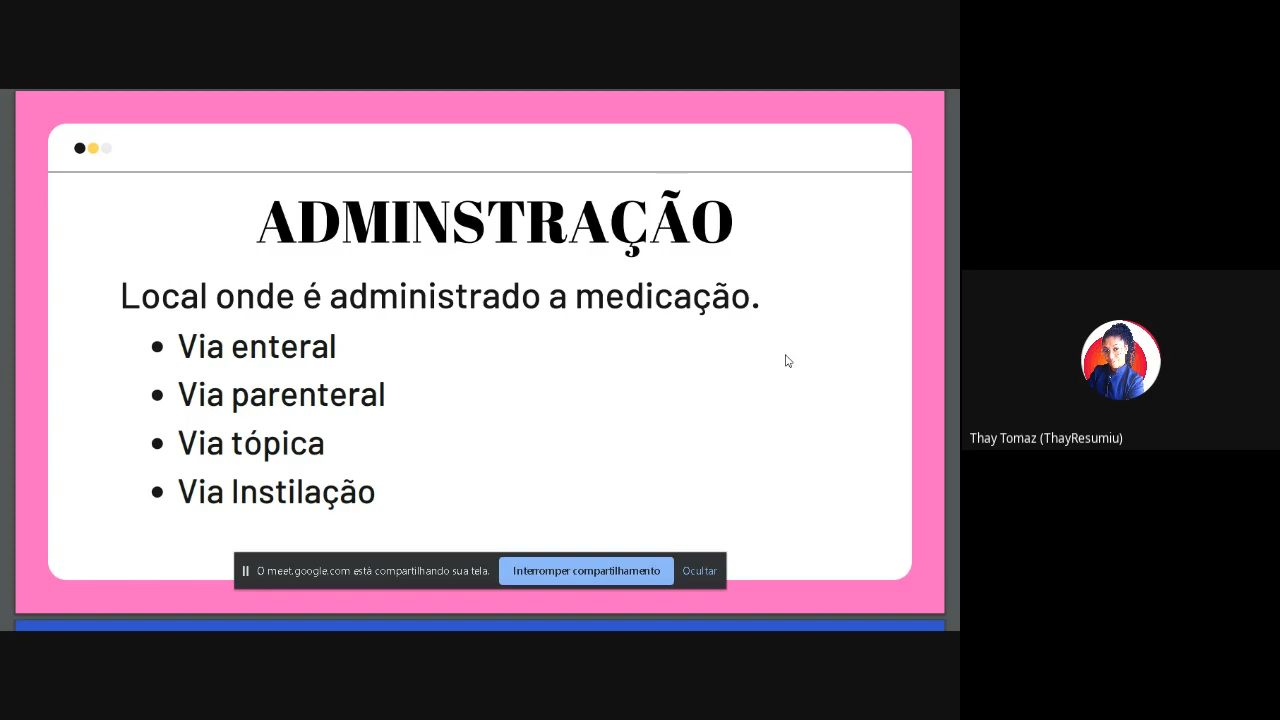 ADMINSTRAÇÃO
Local onde é administrado a medicação.
• Via enteral
• Via parenteral
• Via tópica
• Via Instilação
O meet.google.com está compartilhando sua tela. Interromper compartilhamento Ocultar
Thay Tomaz (ThayResumiu)